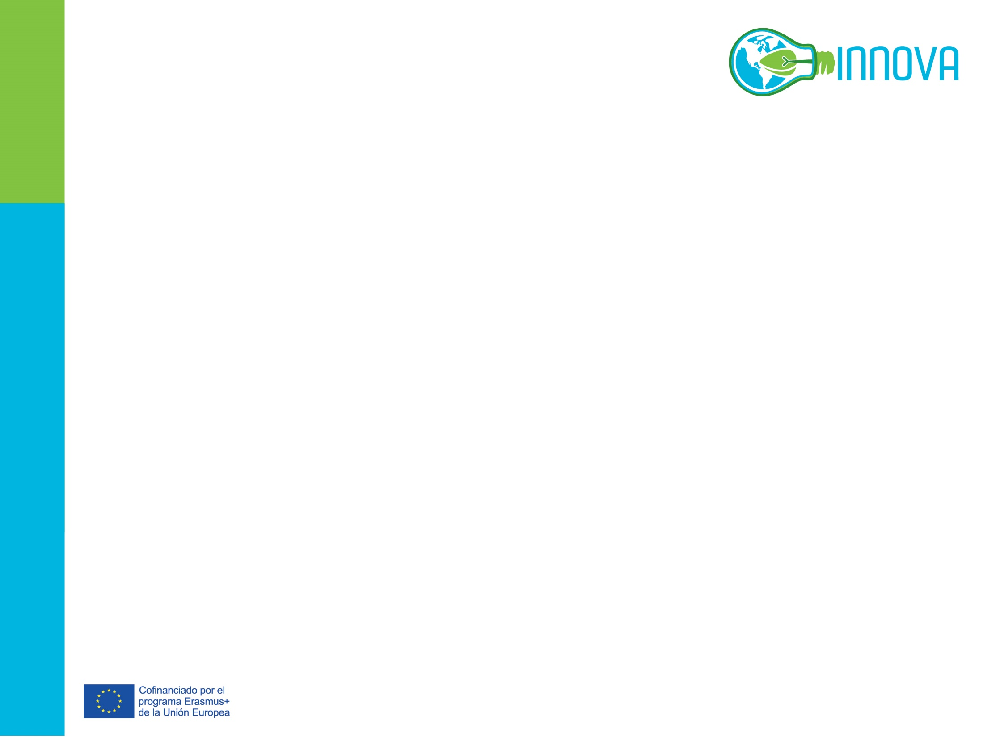 INNOVA
Cofinanciado por el
programa Erasmus+
de la Unión Europea